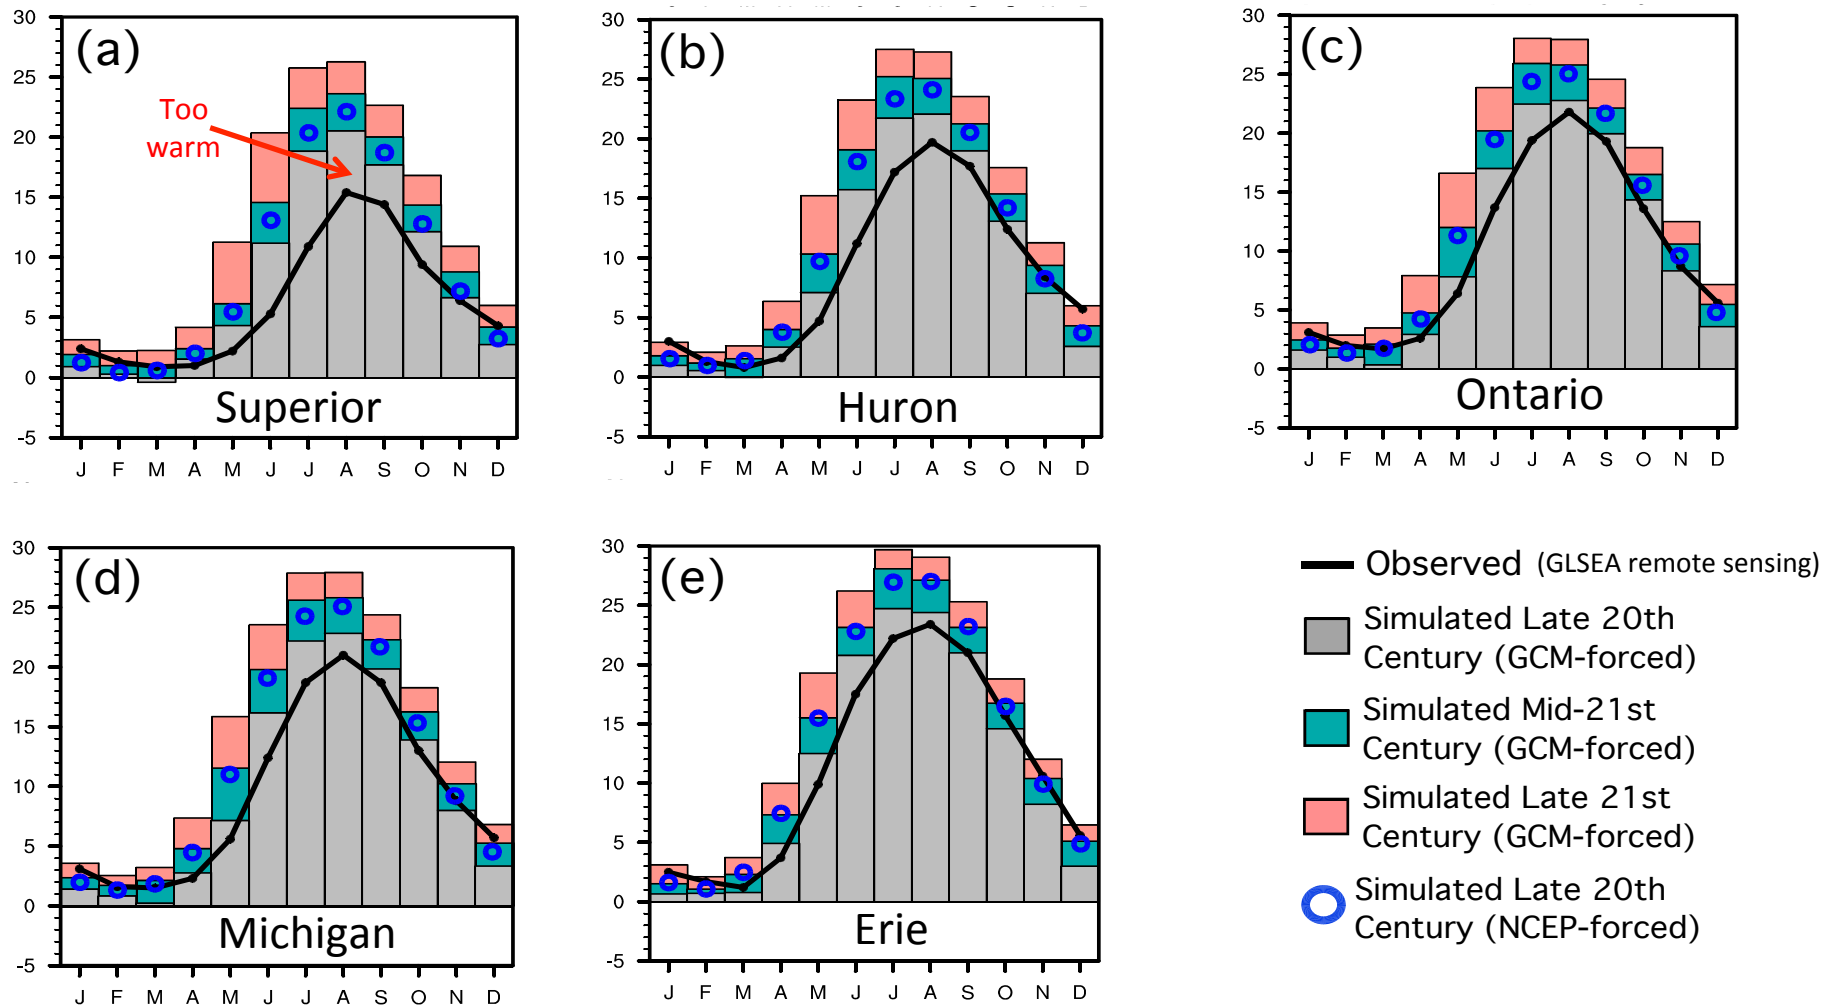 (a)
Too
warm
30
25
20
15
10
5
0
-5
Superior
J F M A M J J A S O N D
(b)
30
25
20
15
10
5
0
-5
Huron
J F M A M J J A S O N D
(c)
30
25
20
15
10
5
0
-5
Ontario
J F M A M J J A S O N D
(d)
30
25
20
15
10
5
0
-5
Michigan
J F M A M J J A S O N D
(e)
30
25
20
15
10
5
0
-5
Erie
J F M A M J J A S O N D
Observed (GLSEA remote sensing)
Simulated Late 20th
Century (GCM-forced)
Simulated Mid-21st
Century (GCM-forced)
Simulated Late 21st
Century (GCM-forced)
Simulated Late 20th
Century (NCEP-forced)